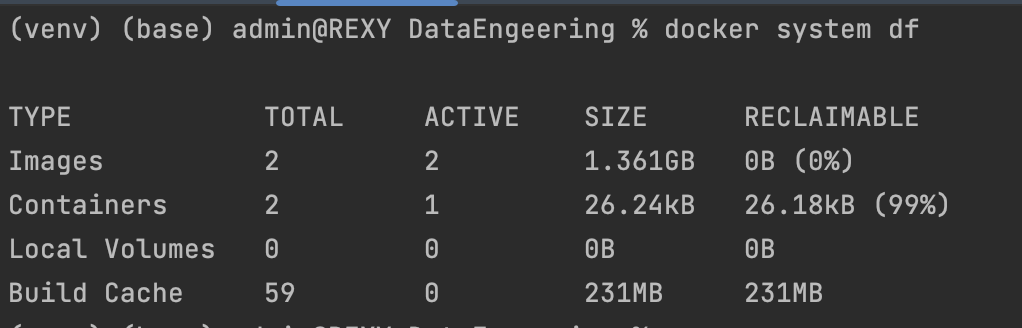 (venv) (base) admin@REXY DataEngeering % docker system df
TYPE TOTAL ACTIVE SIZE RECLAIMABLE
Images 2 2 1.361GB 0B (0%)
Containers 2 1 26.24kB 26.18kB (99%)
Local Volumes 0 0 0B 0B
Build Cache 59 0 231MB 231MB